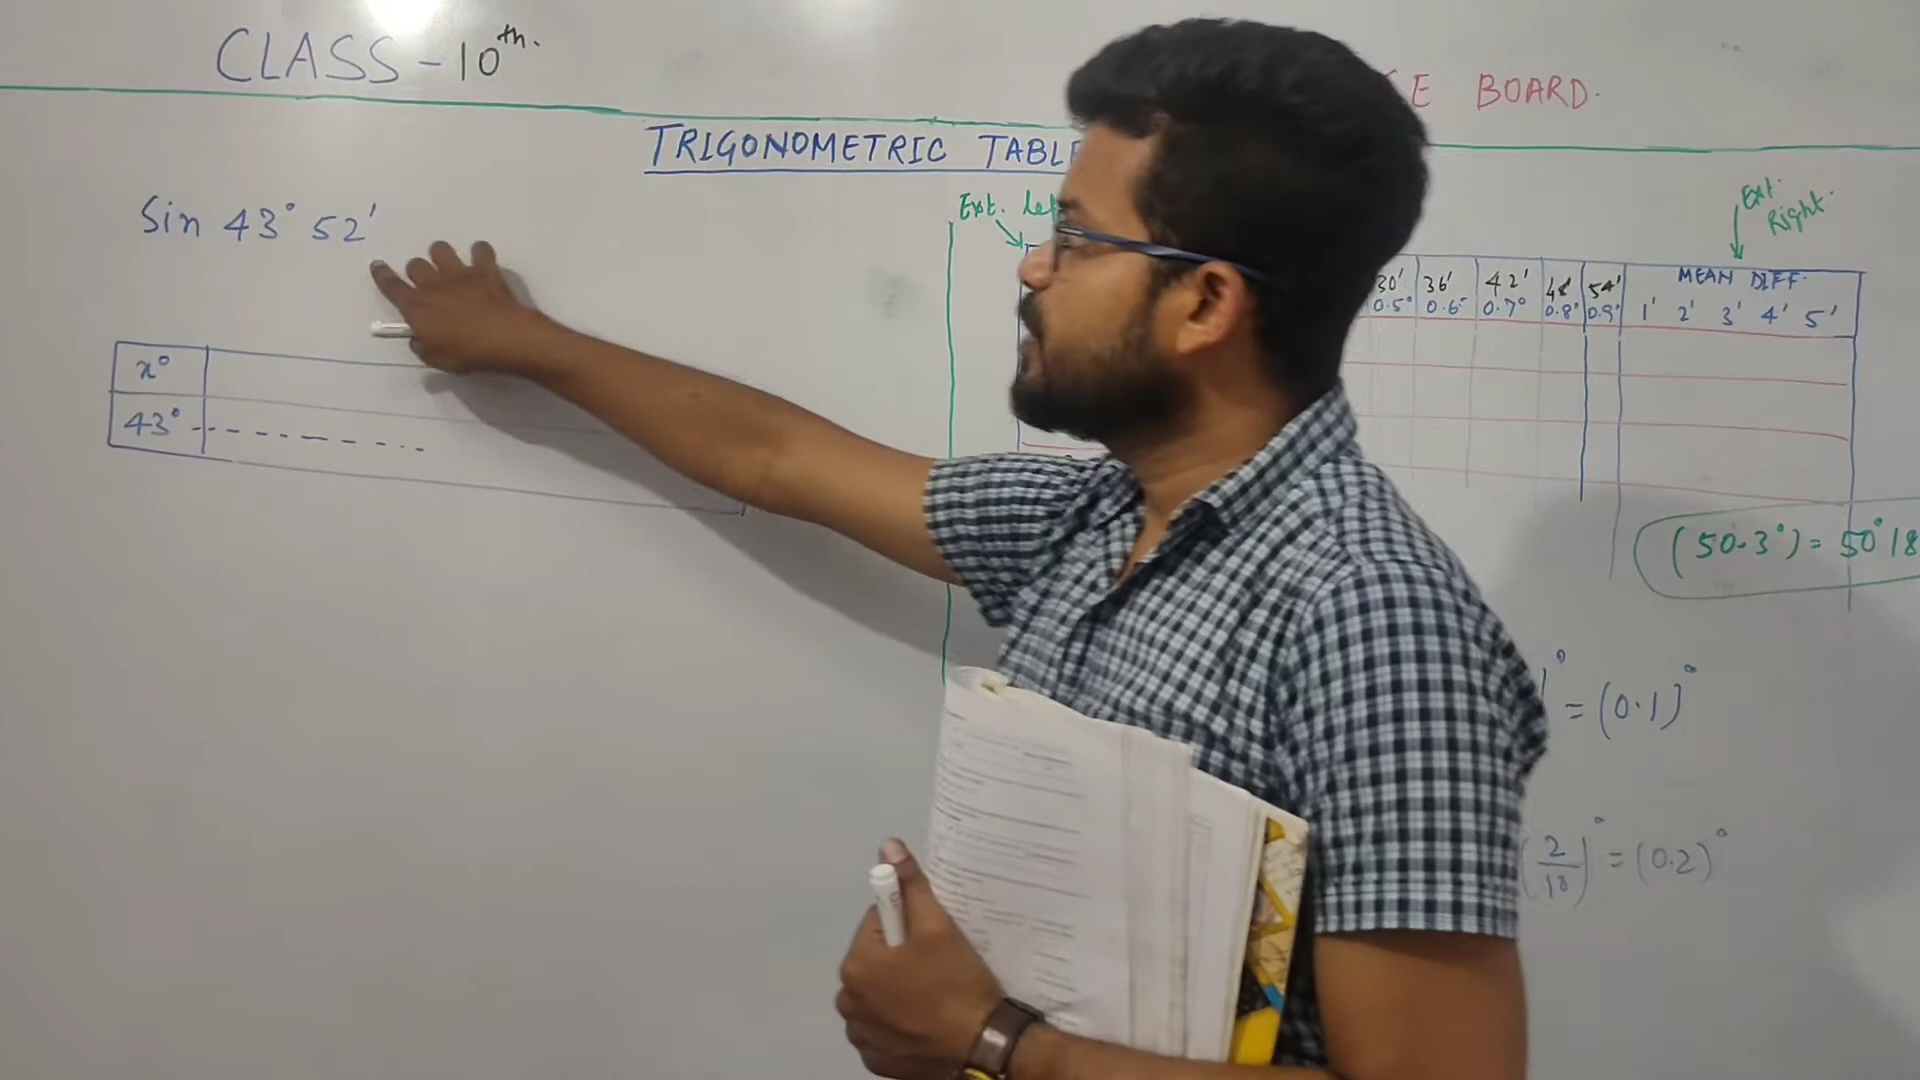 CLASS - 10th.
E BOARD.
TRIGONOMETRIC TABLE
Sin 43° 52'
x°
43°
Ext.
Ext. Right.
30' 36' 42' 48' 54' MEAN DIFF.
0.5° 0.6° 0.7° 0.8° 0.9° 1' 2' 3' 4' 5'
(50.3°) = 50° 18
= (0.1)°
(2/10)° = (0.2)°